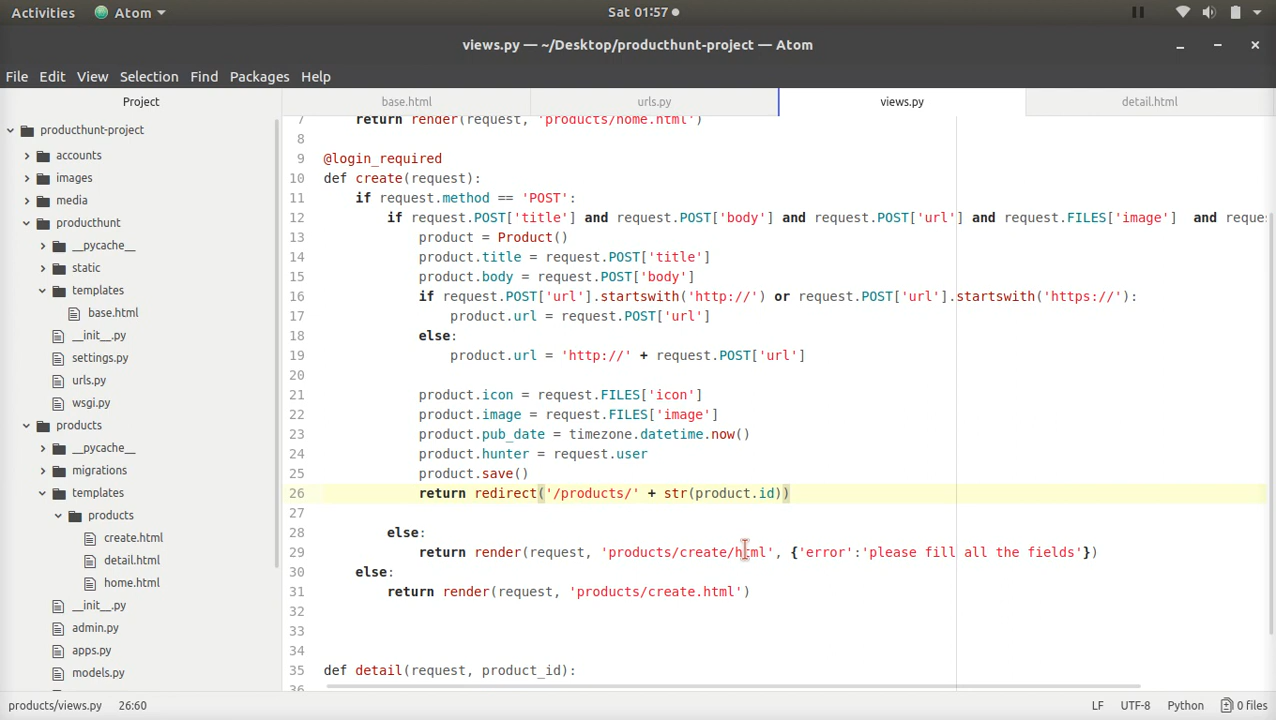 Activities Atom Sat 01:57
views.py — ~/Desktop/producthunt-project — Atom
File Edit View Selection Find Packages Help
Project
producthunt-project
accounts
images
media
producthunt
__pycache__
static
templates
base.html
__init__.py
settings.py
urls.py
wsgi.py
products
__pycache__
migrations
templates
products
create.html
detail.html
home.html
__init__.py
admin.py
apps.py
models.py
base.html urls.py views.py detail.html
7 return render(request, 'products/home.html')
8
9 @login_required
10 def create(request):
11 if request.method == 'POST':
12 if request.POST['title'] and request.POST['body'] and request.POST['url'] and request.FILES['image'] and reque
13 product = Product()
14 product.title = request.POST['title']
15 product.body = request.POST['body']
16 if request.POST['url'].startswith('http://') or request.POST['url'].startswith('https://'):
17 product.url = request.POST['url']
18 else:
19 product.url = 'http://' + request.POST['url']
20
21 product.icon = request.FILES['icon']
22 product.image = request.FILES['image']
23 product.pub_date = timezone.datetime.now()
24 product.hunter = request.user
25 product.save()
26 return redirect('/products/' + str(product.id))
27
28 else:
29 return render(request, 'products/create/html', {'error':'please fill all the fields'})
30 else:
31 return render(request, 'products/create.html')
32
33
34
35 def detail(request, product_id):
36
products/views.py 26:60 LF UTF-8 Python 0 files